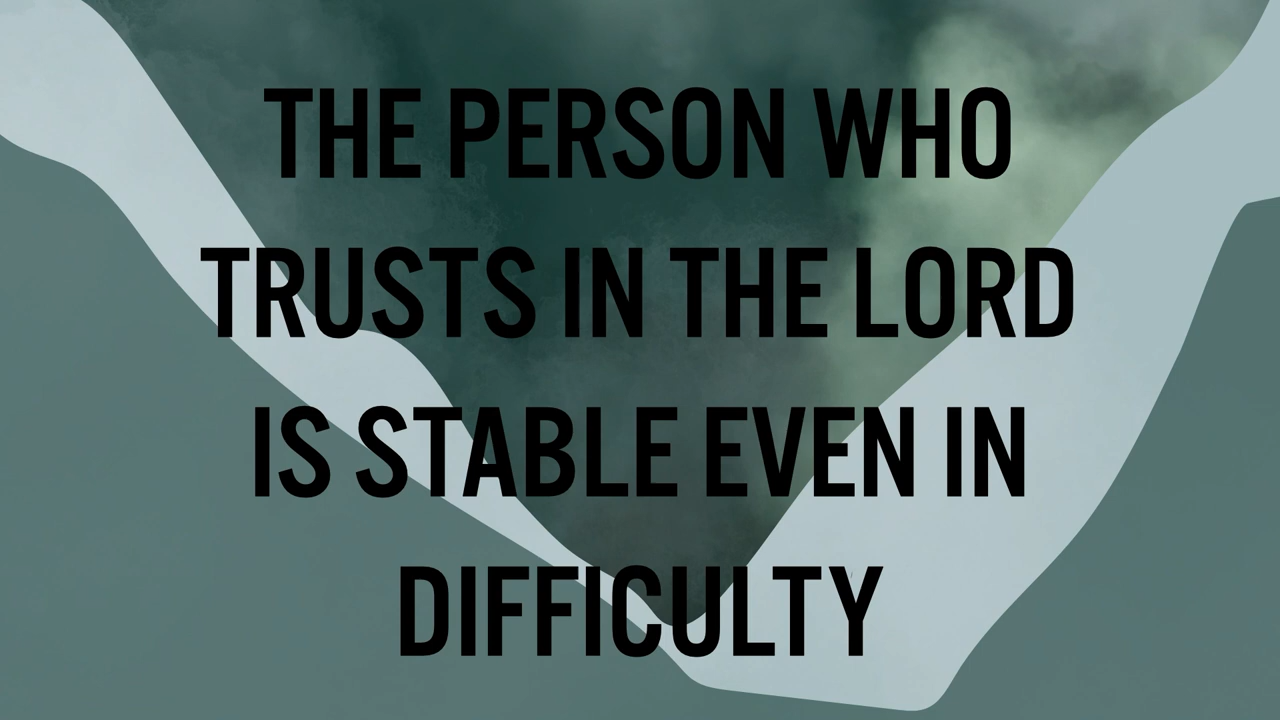 THE PERSON WHO
TRUSTS IN THE LORD
IS STABLE EVEN IN
DIFFICULTY